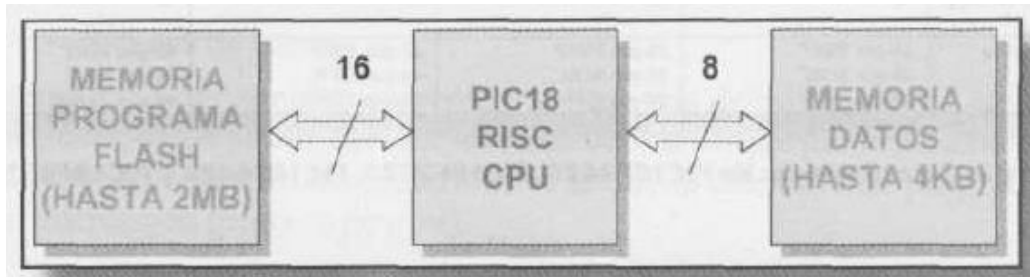 MEMORIA
PROGRAMA
FLASH
(HASTA 2MB)
16
PIC18
RISC
CPU
8
MEMORIA
DATOS
(HASTA 4KB)